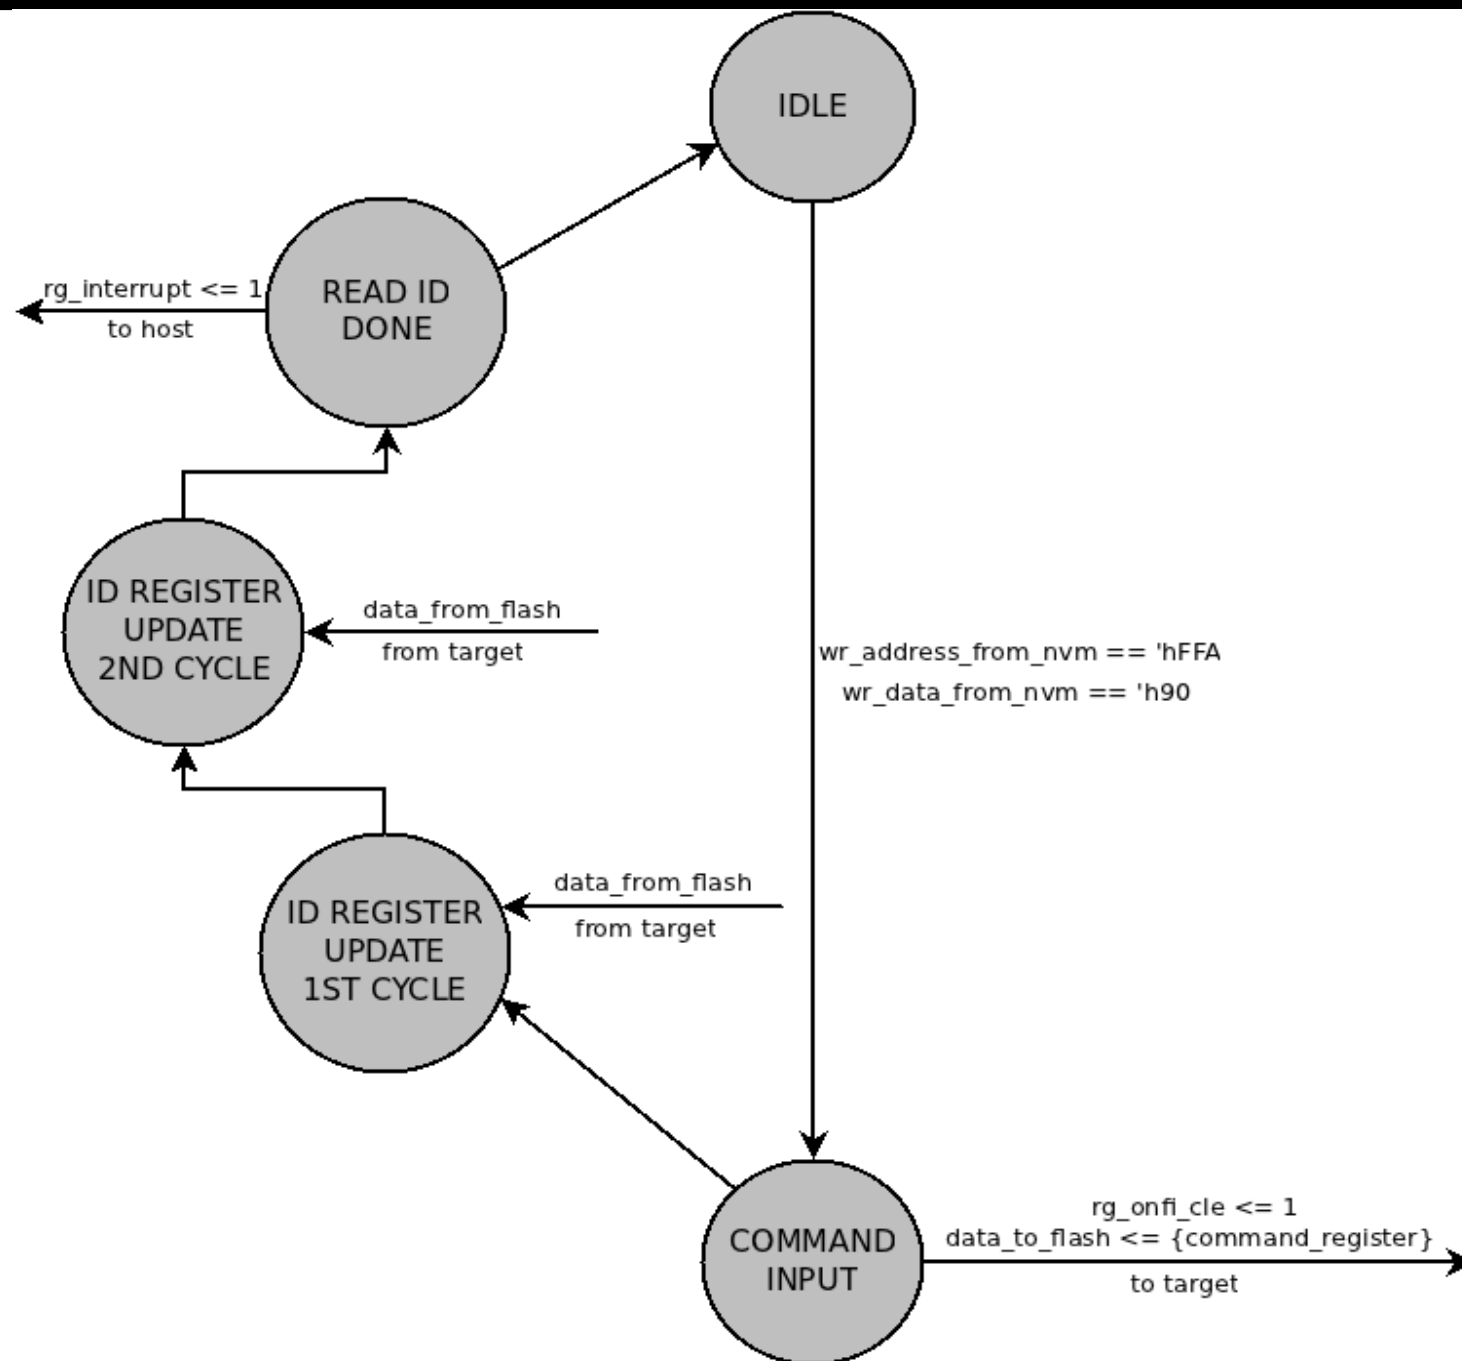 IDLE
rg_interrupt <= 1
to host
READ ID
DONE
ID REGISTER
UPDATE
2ND CYCLE
data_from_flash
from target
wr_address_from_nvm == 'hFFA
wr_data_from_nvm == 'h90
ID REGISTER
UPDATE
1ST CYCLE
data_from_flash
from target
COMMAND
INPUT
rg_onfi_cle <= 1
data_to_flash <= {command_register}
to target